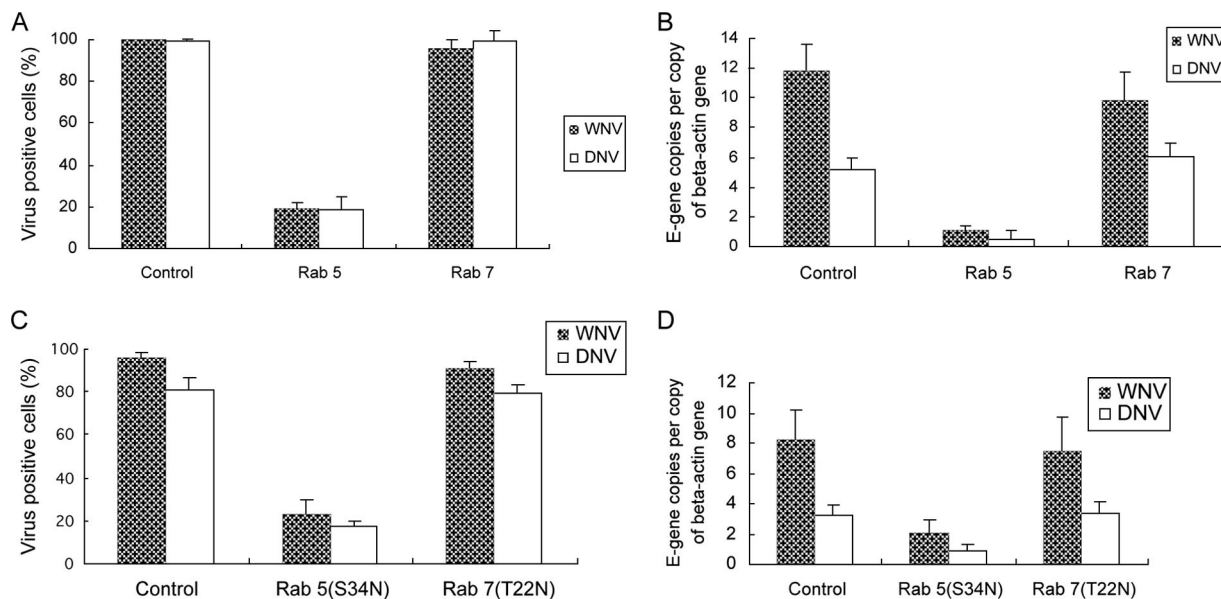 A
Virus positive cells (%)
100
80
60
40
20
0
Control
Rab 5
Rab 7
WNV
DNV
B
E-gene copies per copy
of beta-actin gene
14
12
10
8
6
4
2
0
Control
Rab 5
Rab 7
WNV
DNV
C
Virus positive cells (%)
100
80
60
40
20
0
Control
Rab 5(S34N)
Rab 7(T22N)
WNV
DNV
D
E-gene copies per copy
of beta-actin gene
12
10
8
6
4
2
0
Control
Rab 5(S34N)
Rab 7(T22N)
WNV
DNV